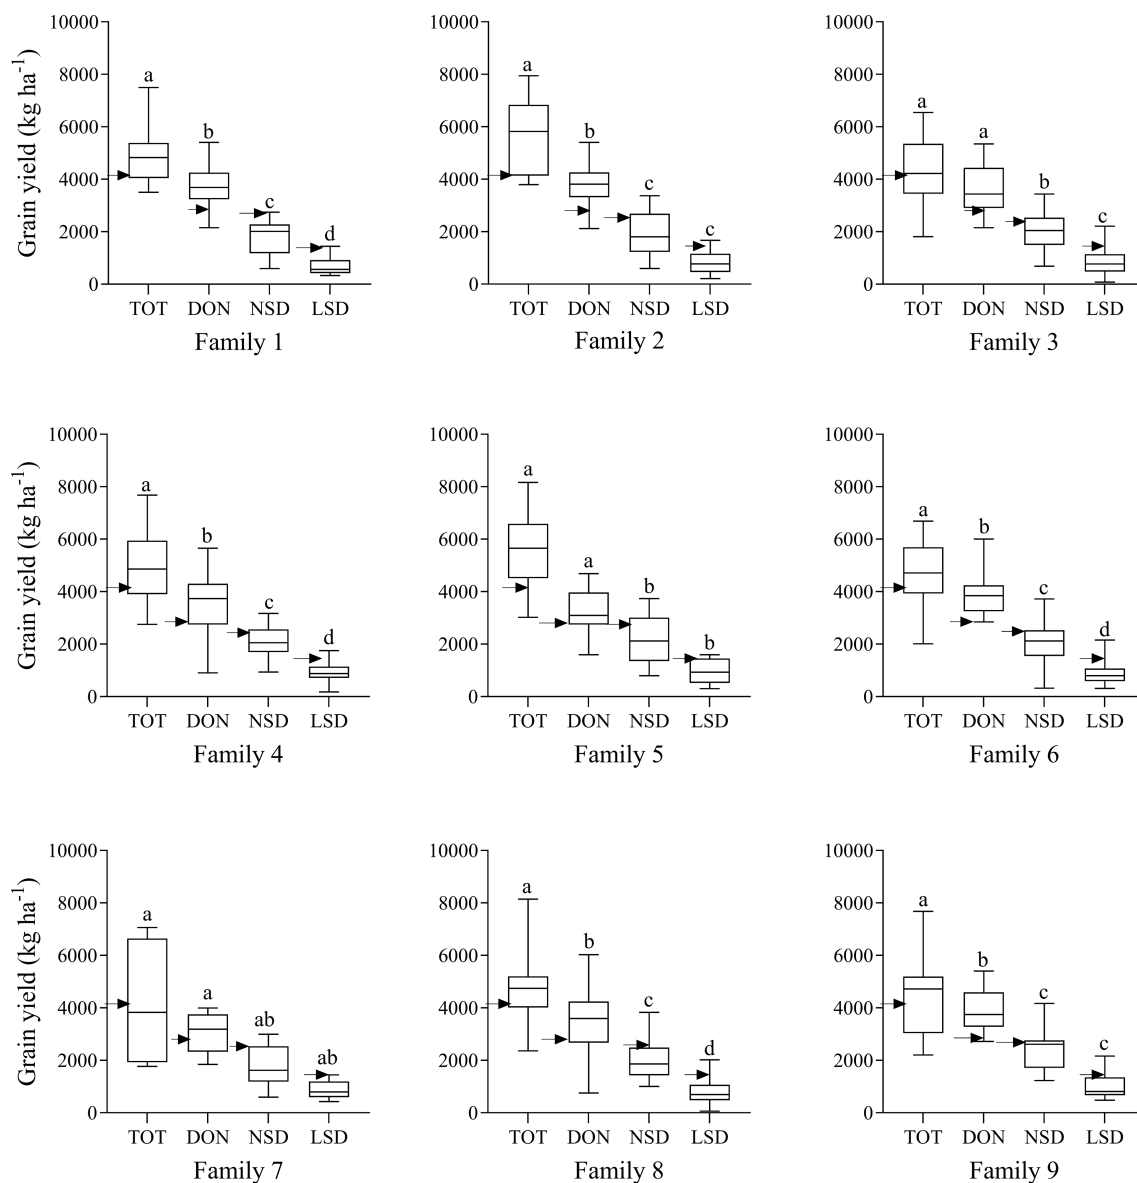 Grain yield (kg ha⁻¹)
10000
8000
6000
4000
2000
0
a
b
c
d
TOT DON NSD LSD
Family 1
10000
8000
6000
4000
2000
0
a
b
c
c
TOT DON NSD LSD
Family 2
10000
8000
6000
4000
2000
0
a
a
b
c
TOT DON NSD LSD
Family 3
Grain yield (kg ha⁻¹)
10000
8000
6000
4000
2000
0
a
b
c
d
TOT DON NSD LSD
Family 4
10000
8000
6000
4000
2000
0
a
a
b
b
TOT DON NSD LSD
Family 5
10000
8000
6000
4000
2000
0
a
b
c
d
TOT DON NSD LSD
Family 6
Grain yield (kg ha⁻¹)
10000
8000
6000
4000
2000
0
a
a
ab
ab
TOT DON NSD LSD
Family 7
10000
8000
6000
4000
2000
0
a
b
c
d
TOT DON NSD LSD
Family 8
10000
8000
6000
4000
2000
0
a
b
c
c
TOT DON NSD LSD
Family 9